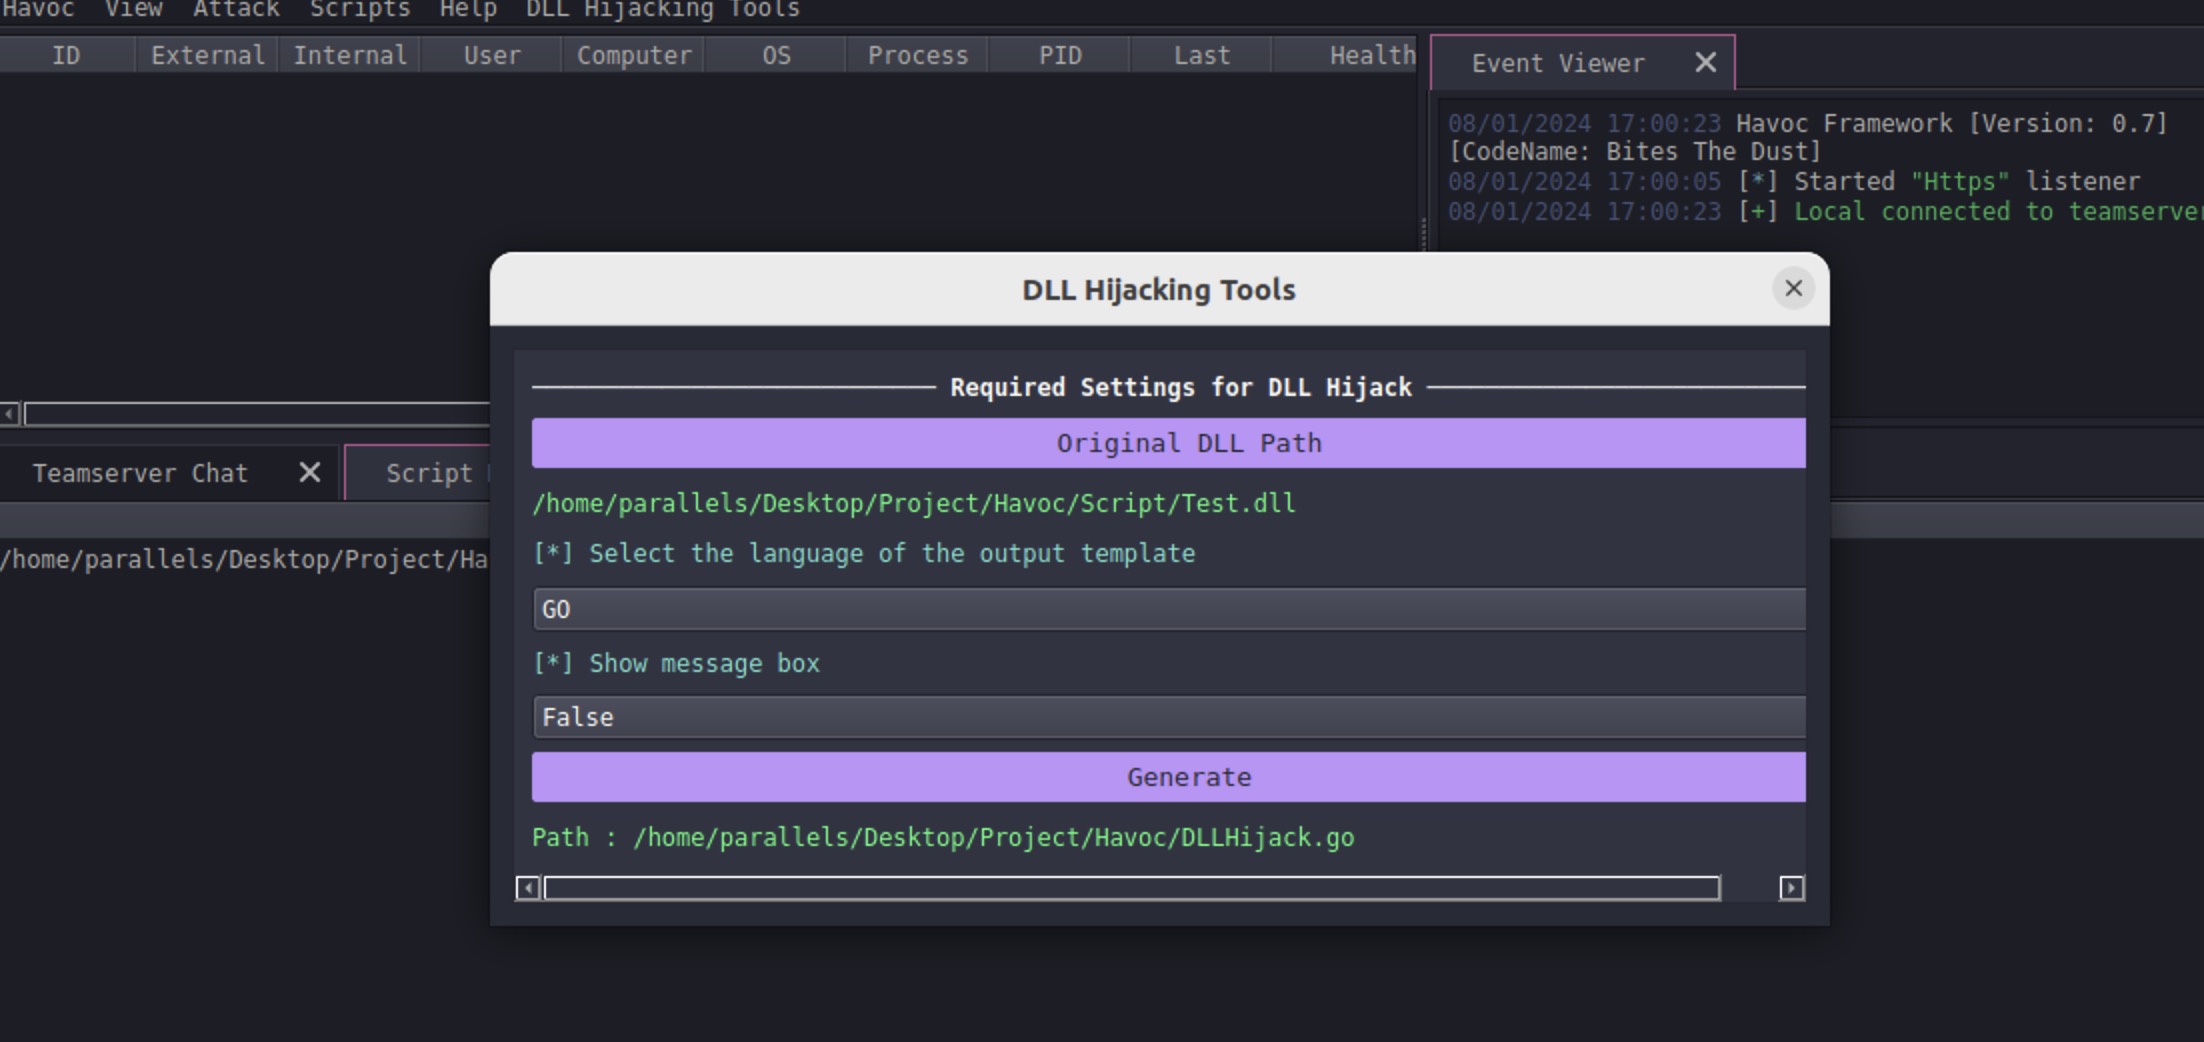 Havoc View Attack Scripts Help DLL Hijacking Tools
ID External Internal User Computer OS Process PID Last Health
Event Viewer
08/01/2024 17:00:23 Havoc Framework [Version: 0.7]
[CodeName: Bites The Dust]
08/01/2024 17:00:05 [*] Started "Https" listener
08/01/2024 17:00:23 [+] Local connected to teamserver
DLL Hijacking Tools
Required Settings for DLL Hijack
Original DLL Path
/home/parallels/Desktop/Project/Havoc/Script/Test.dll
[*] Select the language of the output template
GO
[*] Show message box
False
Generate
Path : /home/parallels/Desktop/Project/Havoc/DLLHijack.go
Teamserver Chat
Script
/home/parallels/Desktop/Project/Ha